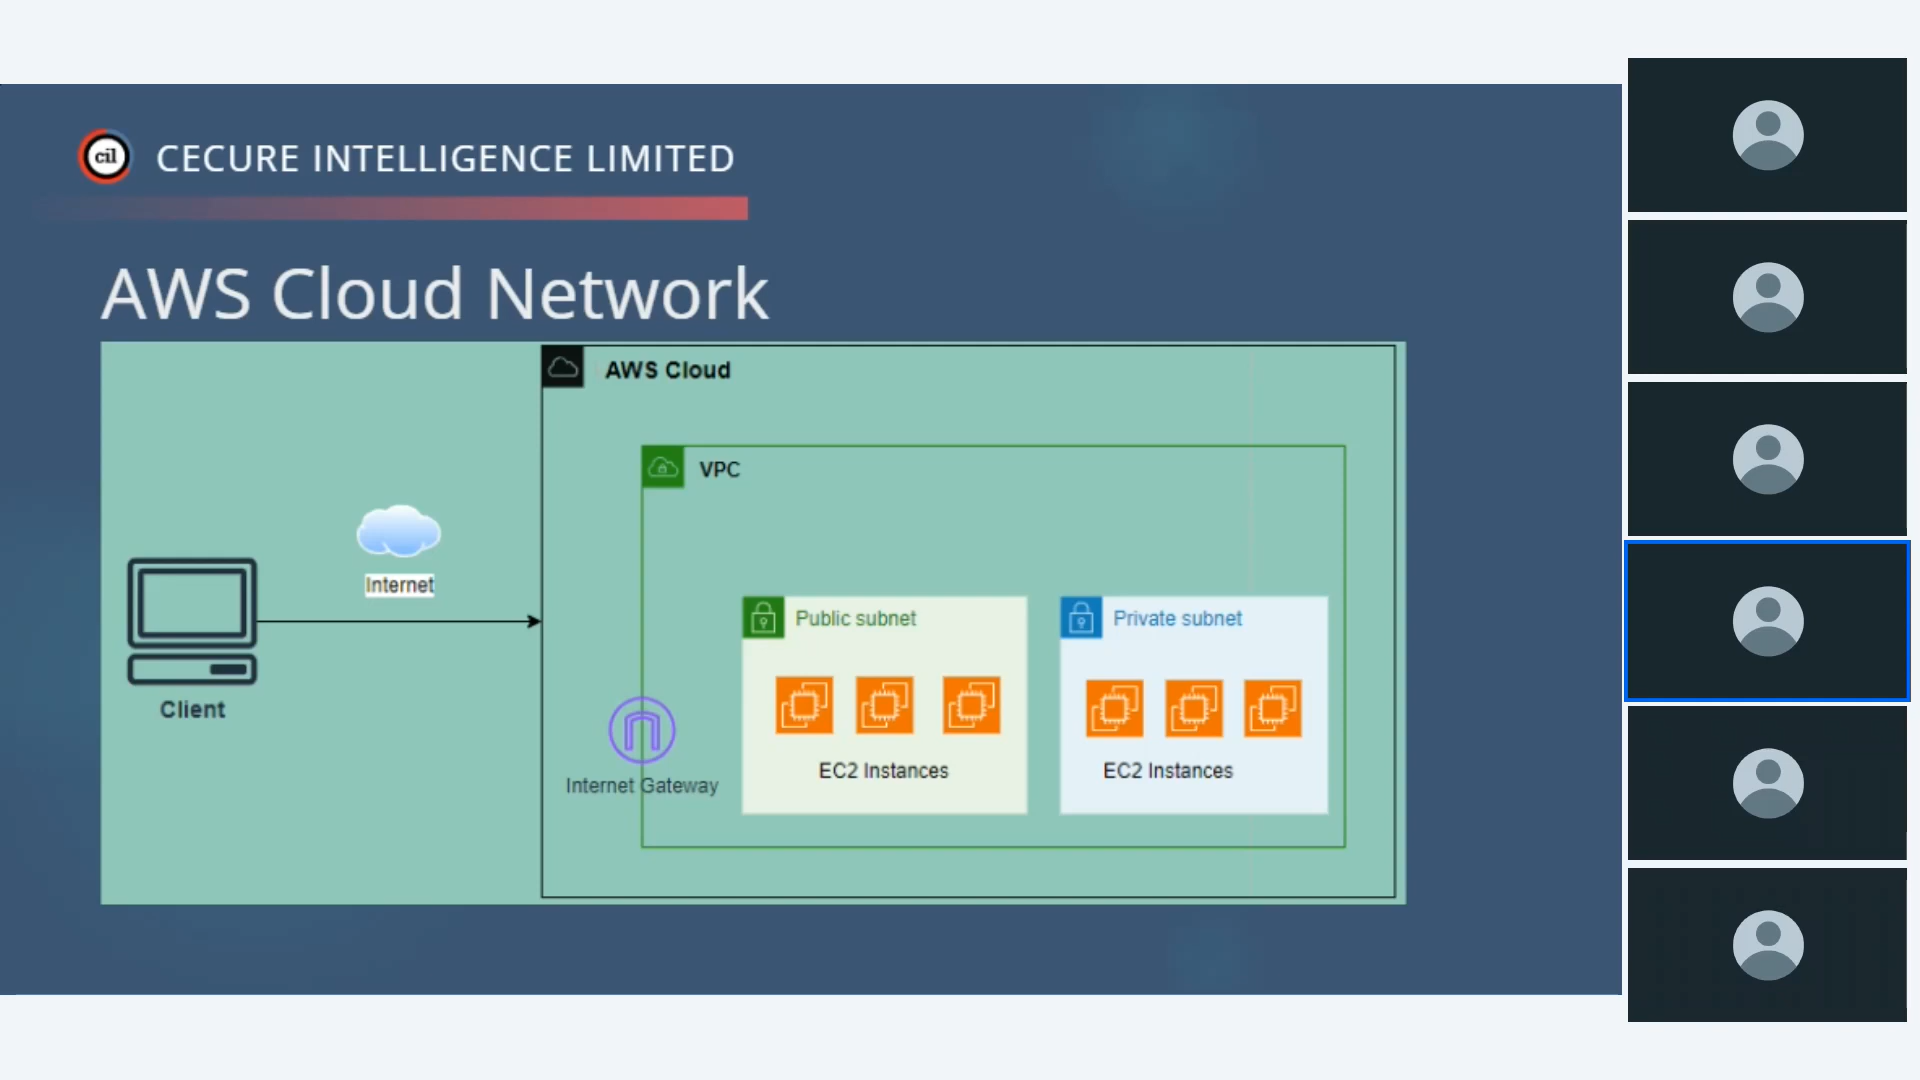 cil
CECURE INTELLIGENCE LIMITED
AWS Cloud Network
AWS Cloud
VPC
Internet
Public subnet
Private subnet
Client
EC2 Instances
EC2 Instances
Internet Gateway